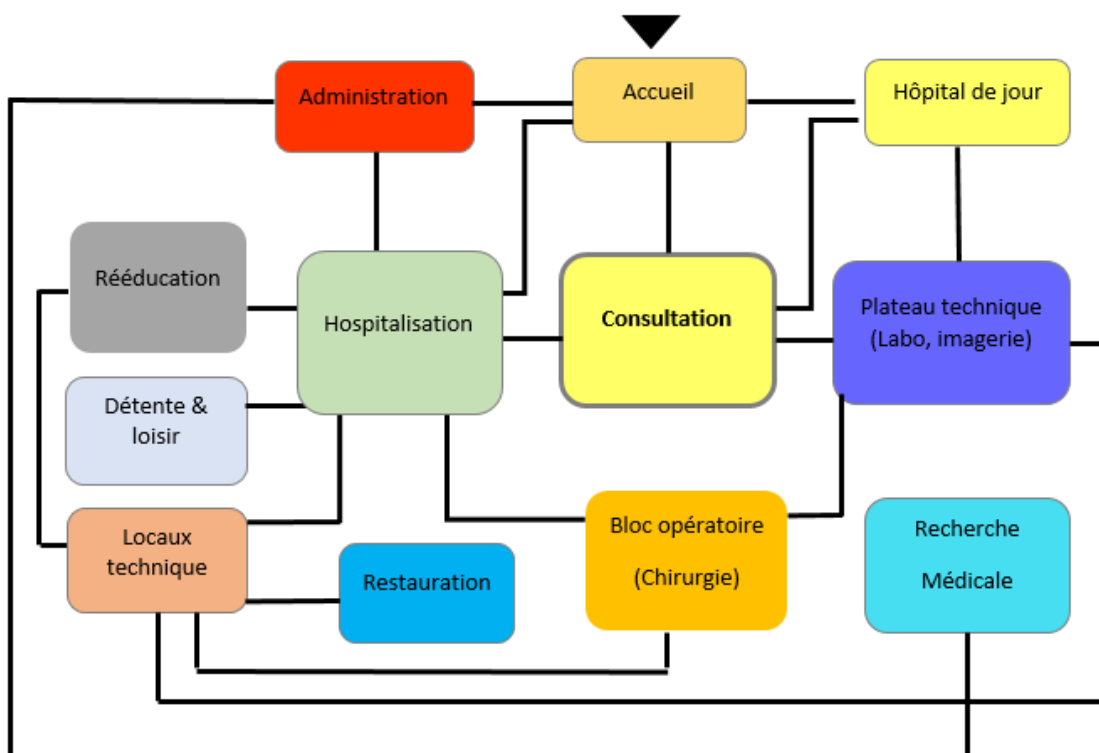 Administration
Accueil
Hôpital de jour
Rééducation
Hospitalisation
Consultation
Plateau technique
(Labo, imagerie)
Détente &
loisir
Locaux
technique
Restauration
Bloc opératoire
(Chirurgie)
Recherche
Médicale